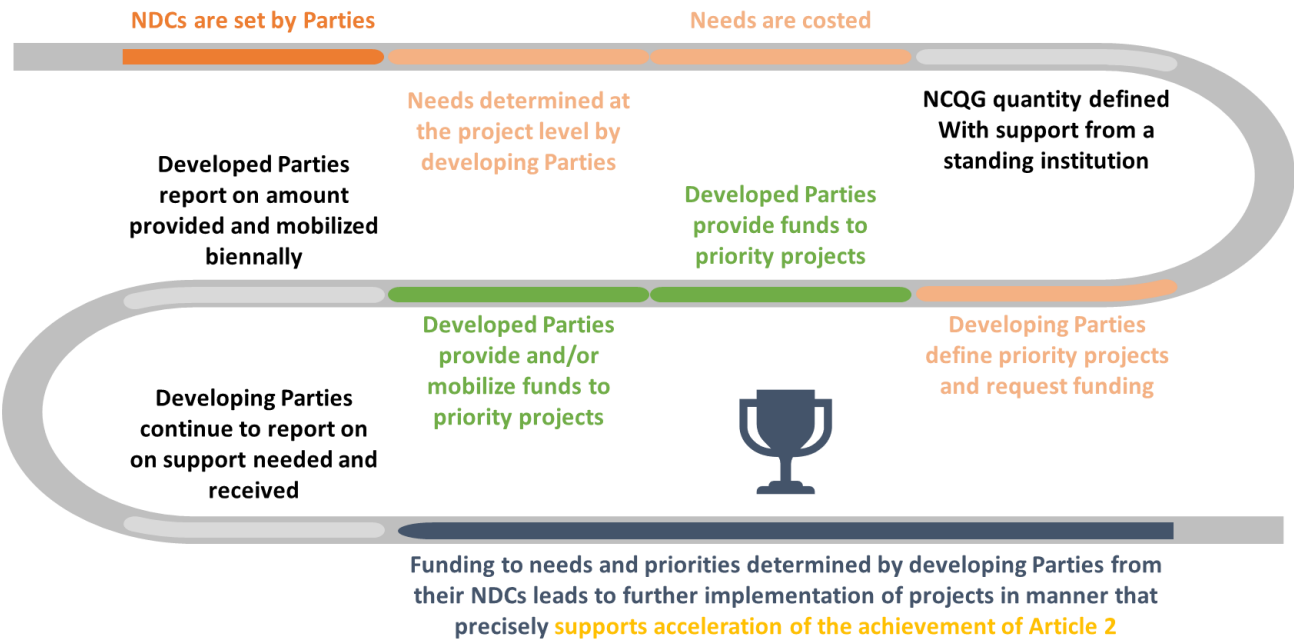 NDCs are set by Parties
Needs determined at
the project level by
developing Parties
Needs are costed
NCQG quantity defined
With support from a
standing institution
Developing Parties
define priority projects
and request funding
Developed Parties
provide funds to
priority projects
Developed Parties
provide and/or
mobilize funds to
priority projects
Developed Parties
report on amount
provided and mobilized
biennally
Developing Parties
continue to report on
on support needed and
received
Funding to needs and priorities determined by developing Parties from
their NDCs leads to further implementation of projects in manner that
precisely supports acceleration of the achievement of Article 2